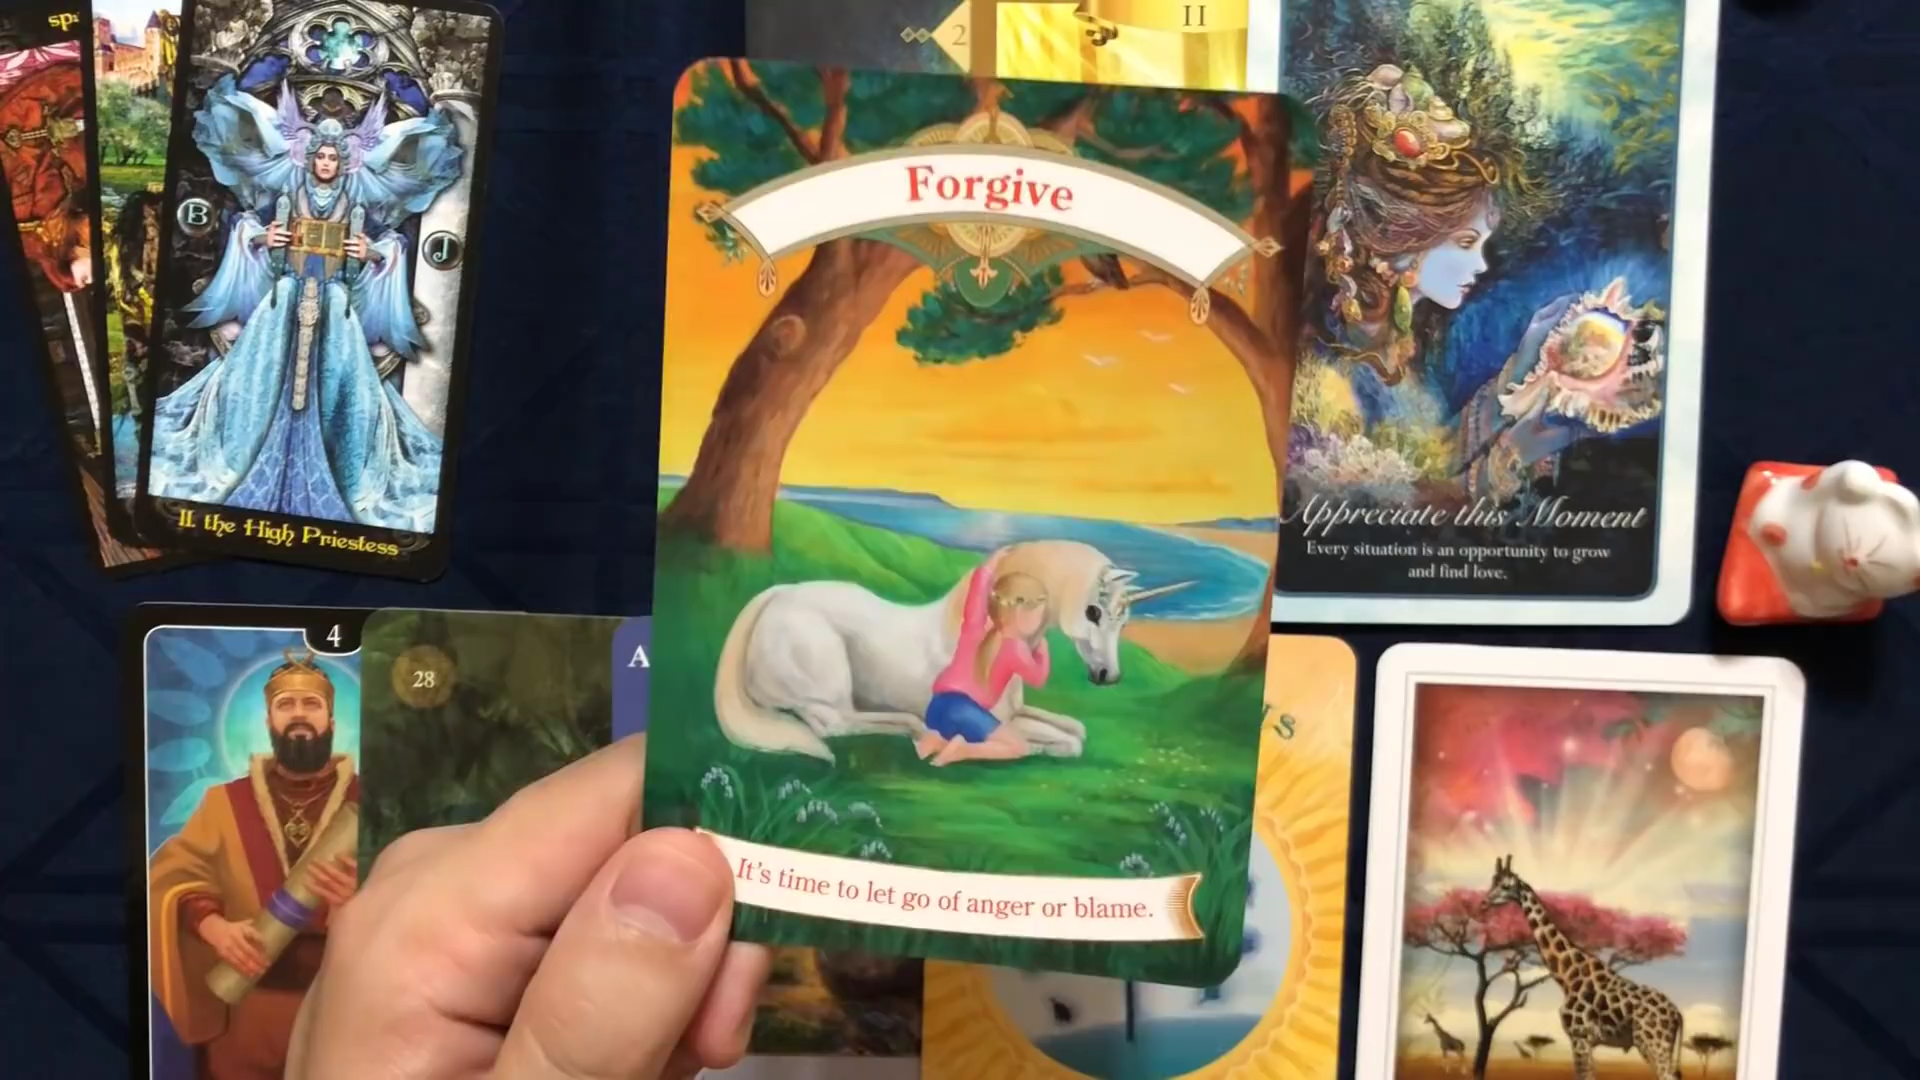 2
II
B
J
II. the High Priestess
Forgive
It's time to let go of anger or blame.
Appreciate this Moment
Every situation is an opportunity to grow
and find love.
4
28
A